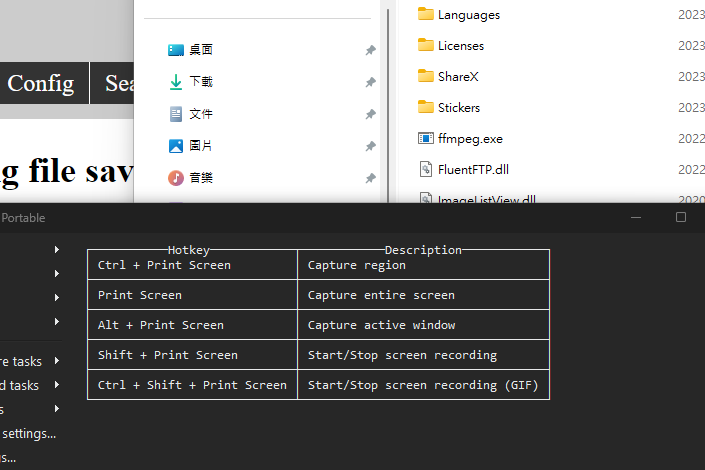 Config
Sea
g file sav
桌面
下載
文件
圖片
音樂
Languages 2023
Licenses 2023
ShareX 2023
Stickers 2023
ffmpeg.exe 2022
FluentFTP.dll 2022
ImageListView.dll 2020
Portable
Hotkey Description
Ctrl + Print Screen Capture region
Print Screen Capture entire screen
Alt + Print Screen Capture active window
Shift + Print Screen Start/Stop screen recording
Ctrl + Shift + Print Screen Start/Stop screen recording (GIF)
re tasks
d tasks
s
settings...
gs...